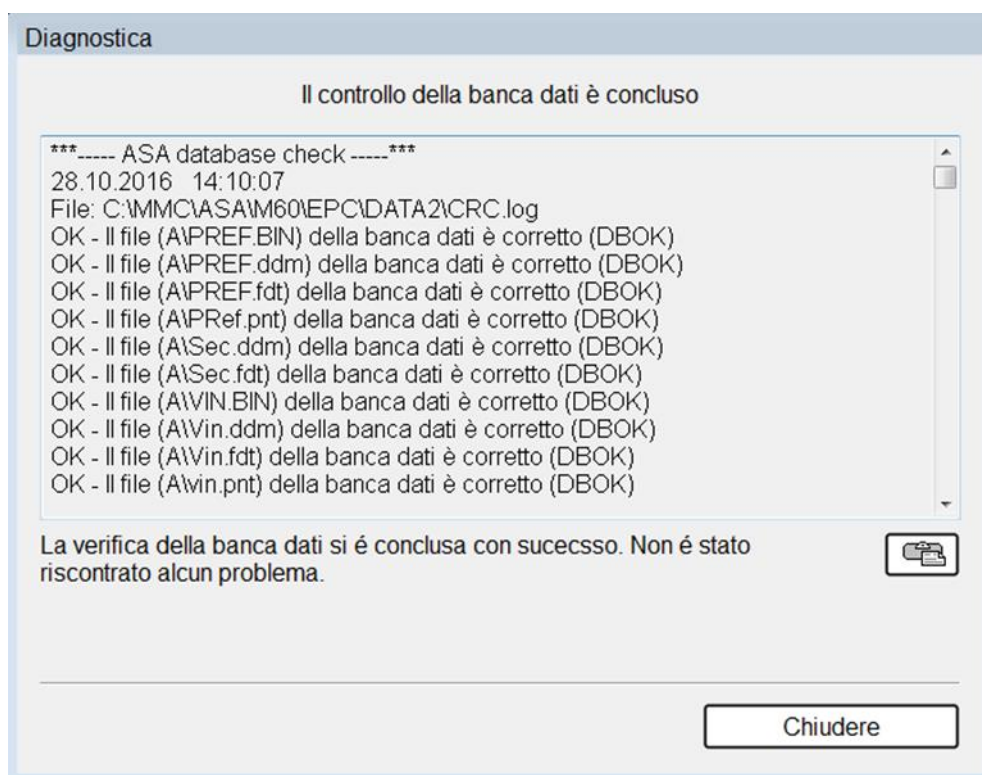 Diagnostica
Il controllo della banca dati è concluso
***----- ASA database check -----***
28.10.2016 14:10:07
File: C:\MMC\ASA\M60\EPC\DATA2\CRC.log
OK - Il file (A\PREF.BIN) della banca dati è corretto (DBOK)
OK - Il file (A\PREF.ddm) della banca dati è corretto (DBOK)
OK - Il file (A\PREF.fdt) della banca dati è corretto (DBOK)
OK - Il file (A\PRef.pnt) della banca dati è corretto (DBOK)
OK - Il file (A\Sec.ddm) della banca dati è corretto (DBOK)
OK - Il file (A\Sec.fdt) della banca dati è corretto (DBOK)
OK - Il file (A\VIN.BIN) della banca dati è corretto (DBOK)
OK - Il file (A\Vin.ddm) della banca dati è corretto (DBOK)
OK - Il file (A\Vin.fdt) della banca dati è corretto (DBOK)
OK - Il file (A\vin.pnt) della banca dati è corretto (DBOK)
La verifica della banca dati si é conclusa con sucecsso. Non é stato
riscontrato alcun problema.
Chiudere